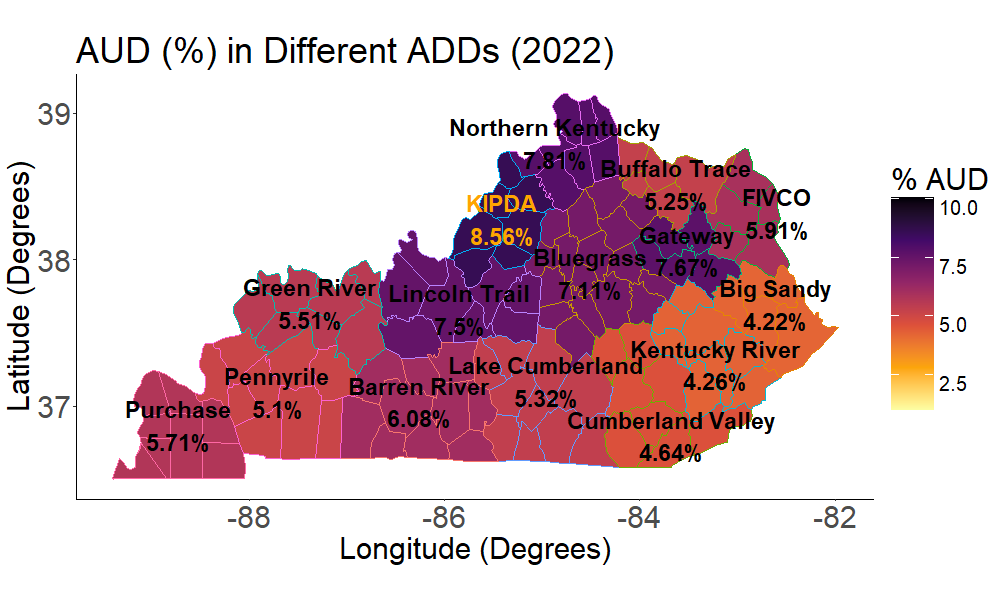 AUD (%) in Different ADDs (2022)
Latitude (Degrees)
39
38
37
Northern Kentucky
7.81%
Buffalo Trace
5.25%
FIVCO
5.91%
KIPDA
8.56%
Gateway
7.67%
Bluegrass
7.11%
Big Sandy
4.22%
Green River
5.51%
Lincoln Trail
7.5%
Kentucky River
4.26%
Lake Cumberland
5.32%
Pennyrile
5.1%
Barren River
6.08%
Purchase
5.71%
Cumberland Valley
4.64%
-88
-86
-84
-82
Longitude (Degrees)
% AUD
10.0
7.5
5.0
2.5